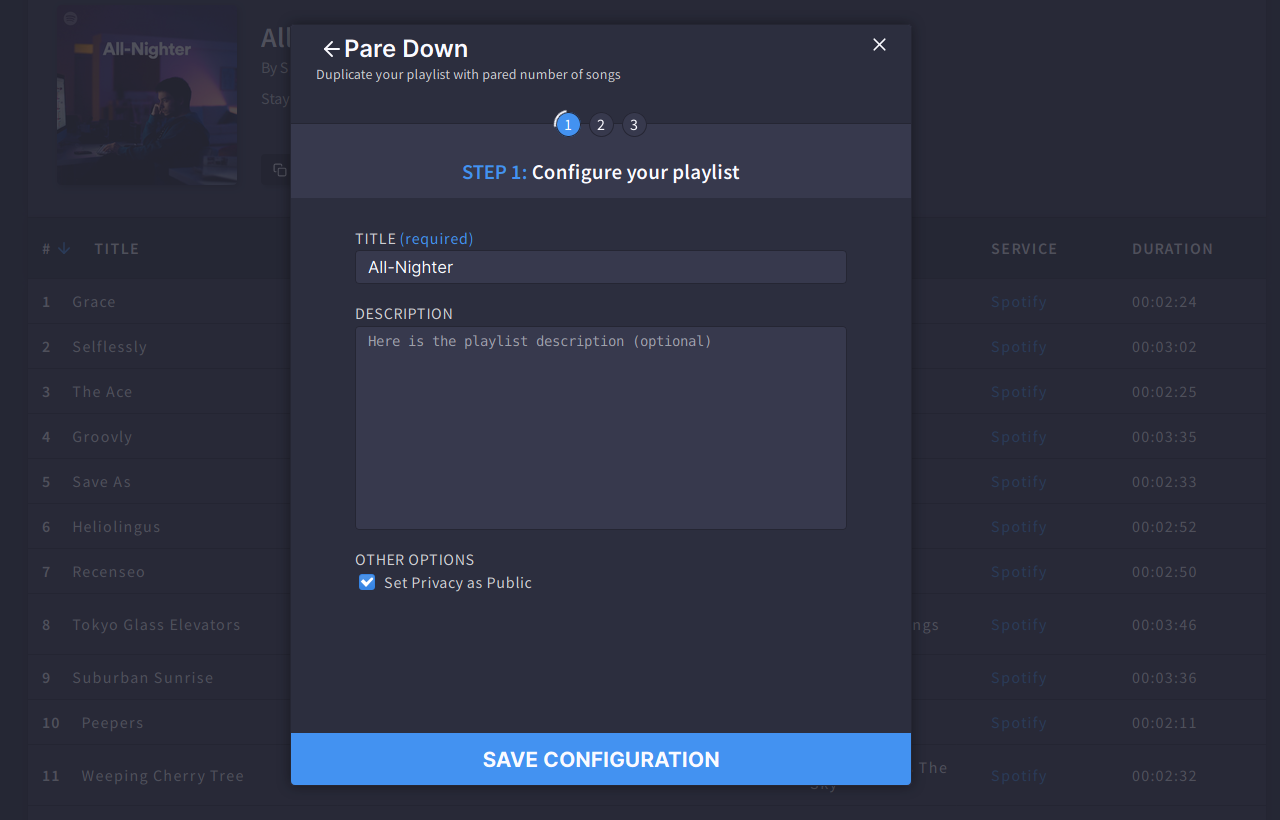 All-Nighter
All
By S
Stay
Pare Down
Duplicate your playlist with pared number of songs
1 2 3
STEP 1: Configure your playlist
TITLE (required)
All-Nighter
DESCRIPTION
Here is the playlist description (optional)
OTHER OPTIONS
Set Privacy as Public
SAVE CONFIGURATION
# TITLE SERVICE DURATION
1 Grace Spotify 00:02:24
2 Selflessly Spotify 00:03:02
3 The Ace Spotify 00:02:25
4 Groovly Spotify 00:03:35
5 Save As Spotify 00:02:33
6 Heliolingus Spotify 00:02:52
7 Recenseo Spotify 00:02:50
8 Tokyo Glass Elevators ngs Spotify 00:03:46
9 Suburban Sunrise Spotify 00:03:36
10 Peepers Spotify 00:02:11
11 Weeping Cherry Tree The Spotify 00:02:32
Sky